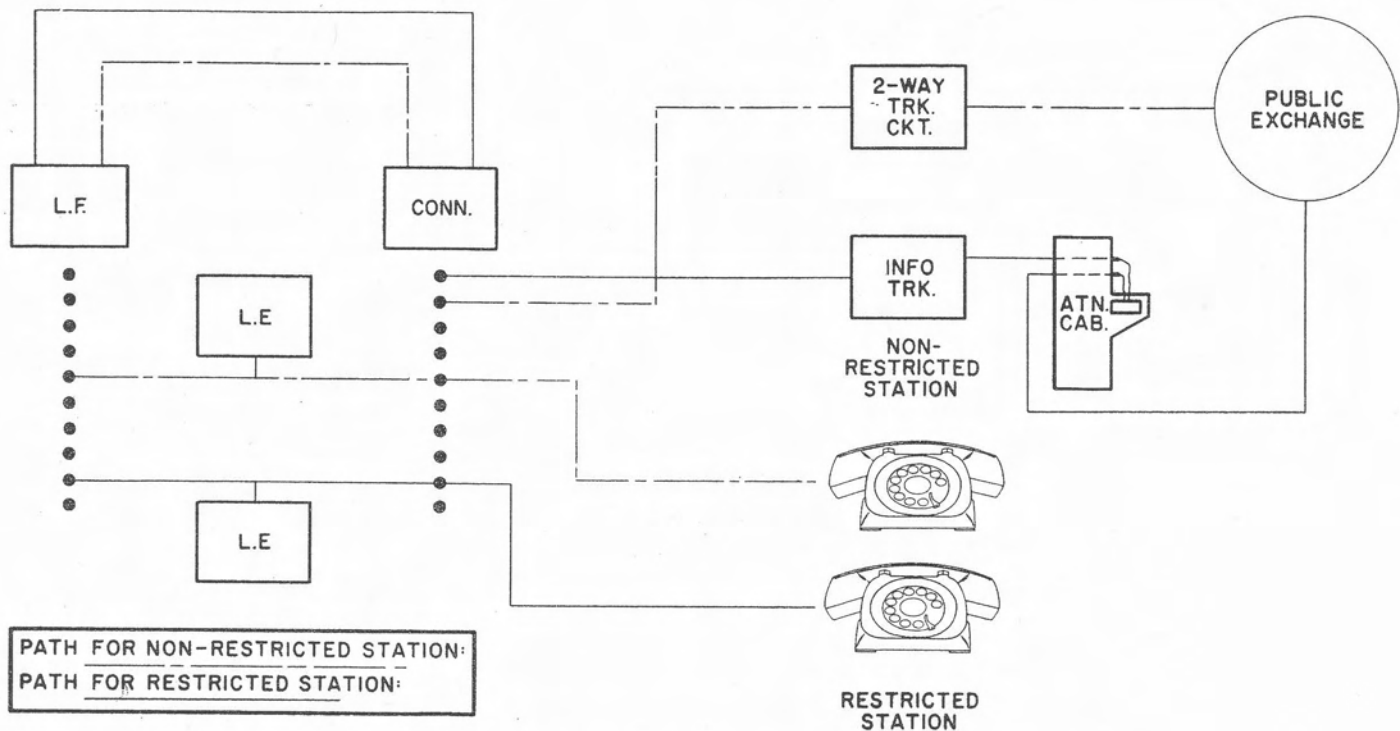 2-WAY
TRK.
CKT.
PUBLIC
EXCHANGE
L.F.
CONN.
INFO
TRK.
ATN.
CAB.
L.E
NON-
RESTRICTED
STATION
L.E
PATH FOR NON-RESTRICTED STATION:
PATH FOR RESTRICTED STATION:
RESTRICTED
STATION